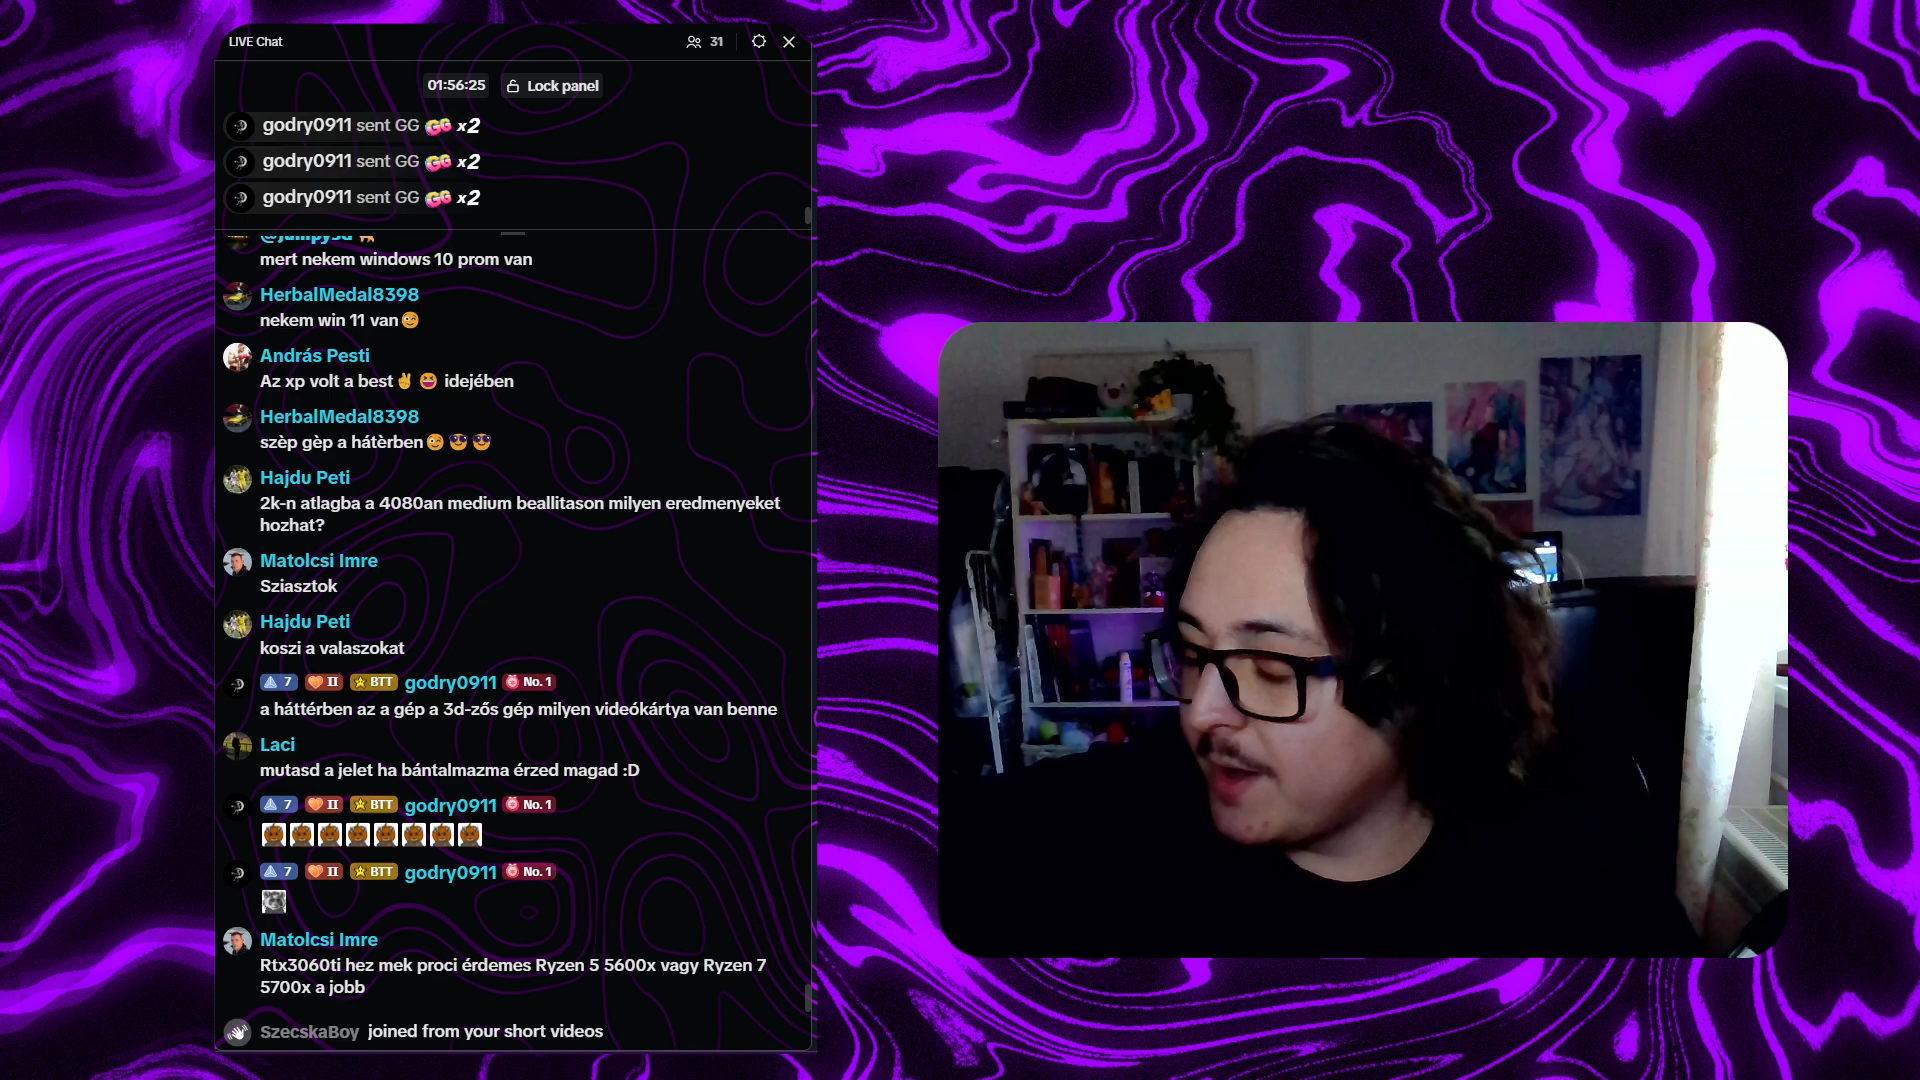 LIVE Chat
31
01:56:25
Lock panel
godry0911 sent GG GG x2
godry0911 sent GG GG x2
godry0911 sent GG GG x2
@jumpysd
mert nekem windows 10 prom van
HerbalMedal8398
nekem win 11 van
András Pesti
Az xp volt a best idejében
HerbalMedal8398
szèp gèp a hátèrben
Hajdu Peti
2k-n atlagba a 4080an medium beallitason milyen eredmenyeket
hozhat?
Matolcsi Imre
Sziasztok
Hajdu Peti
koszi a valaszokat
7 II BTT godry0911 No. 1
a háttérben az a gép a 3d-zős gép milyen videókártya van benne
Laci
mutasd a jelet ha bántalmazma érzed magad :D
7 II BTT godry0911 No. 1
7 II BTT godry0911 No. 1
Matolcsi Imre
Rtx3060ti hez mek proci érdemes Ryzen 5 5600x vagy Ryzen 7
5700x a jobb
SzecskaBoy joined from your short videos